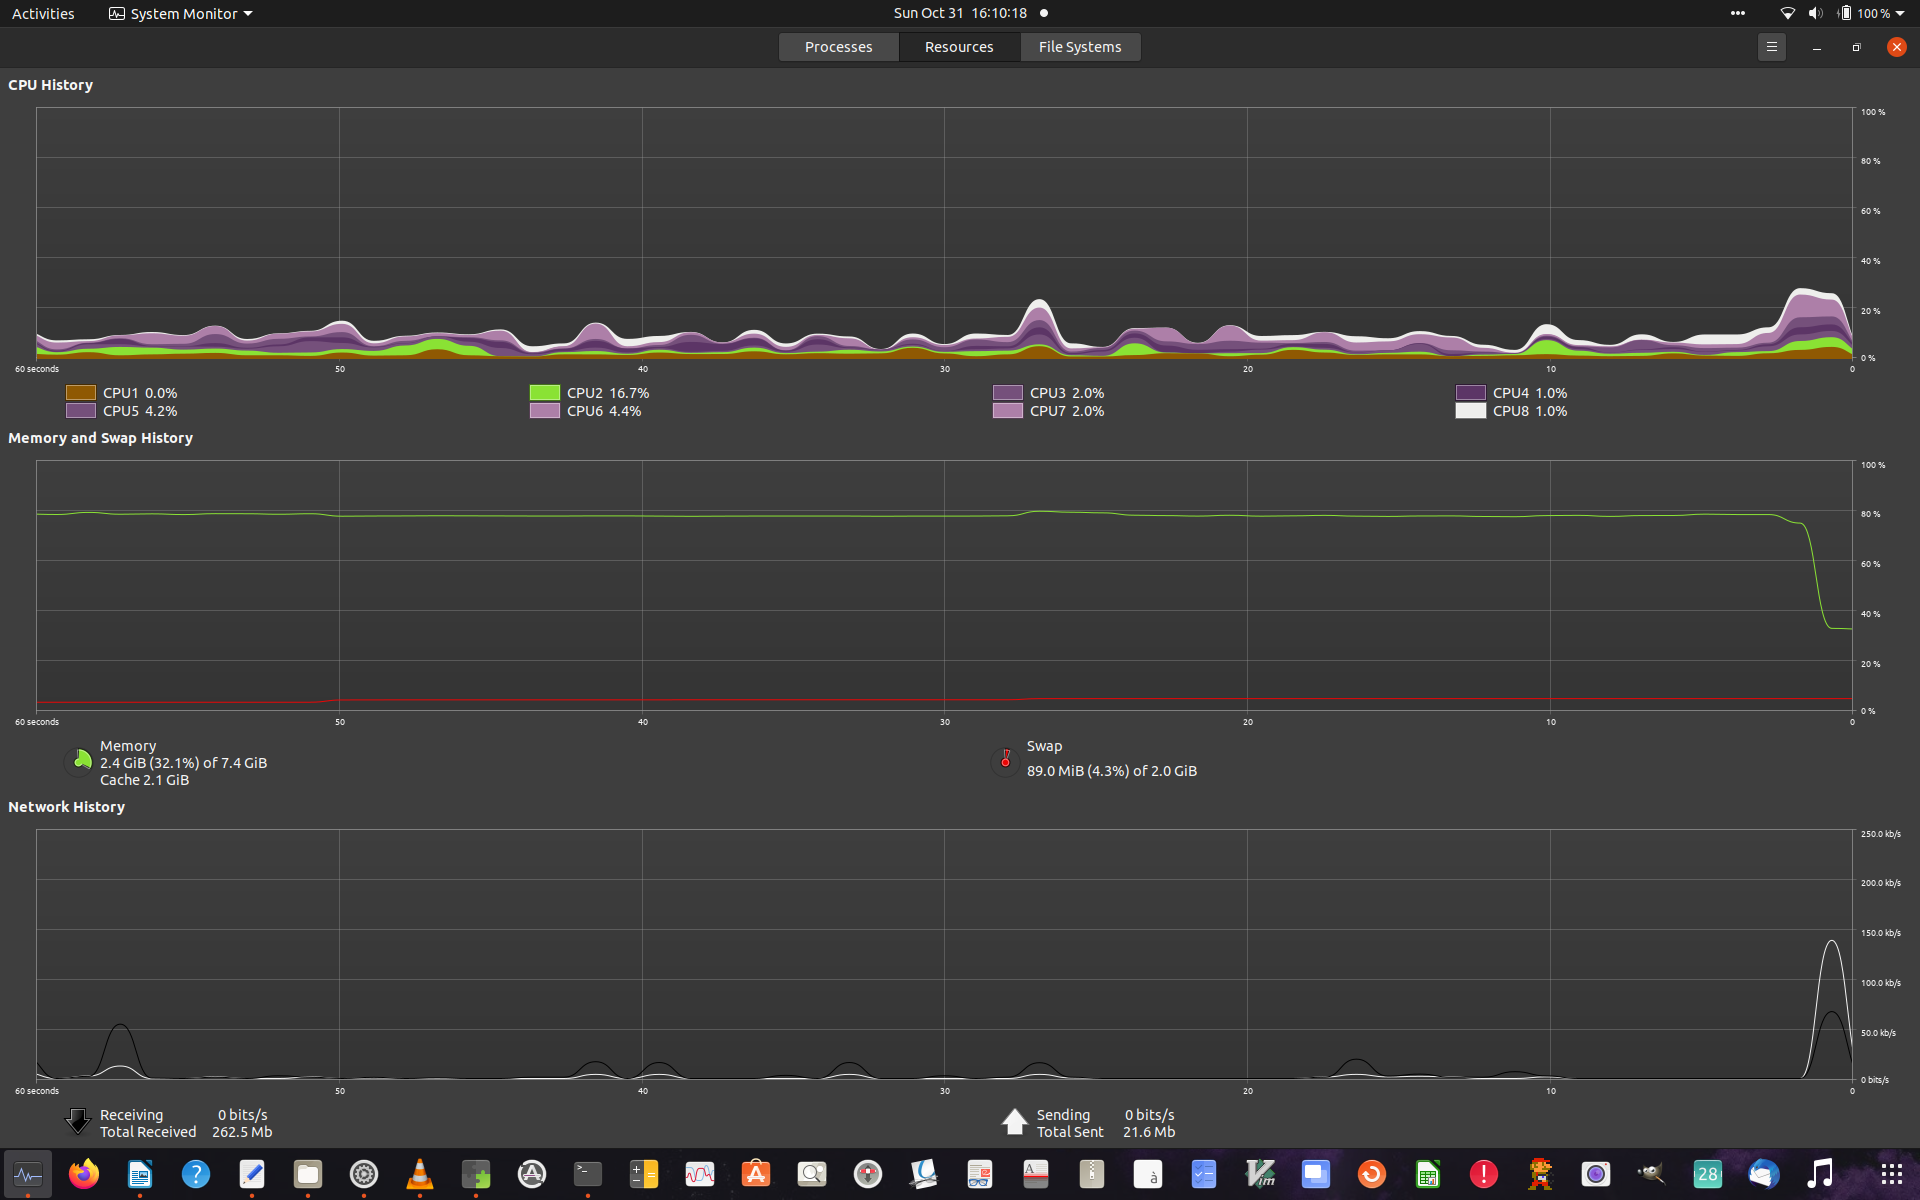 Activities System Monitor Sun Oct 31 16:10:18 100 %
Processes Resources File Systems
CPU History
100 %
80 %
60 %
40 %
20 %
0 %
60 seconds 50 40 30 20 10 0
CPU1 0.0% CPU2 16.7% CPU3 2.0% CPU4 1.0%
CPU5 4.2% CPU6 4.4% CPU7 2.0% CPU8 1.0%
Memory and Swap History
100 %
80 %
60 %
40 %
20 %
0 %
60 seconds 50 40 30 20 10 0
Memory Swap
2.4 GiB (32.1%) of 7.4 GiB 89.0 MiB (4.3%) of 2.0 GiB
Cache 2.1 GiB
Network History
250.0 kb/s
200.0 kb/s
150.0 kb/s
100.0 kb/s
50.0 kb/s
0 bits/s
60 seconds 50 40 30 20 10 0
Receiving 0 bits/s Sending 0 bits/s
Total Received 262.5 Mb Total Sent 21.6 Mb
? >_ A à Vim ! 28